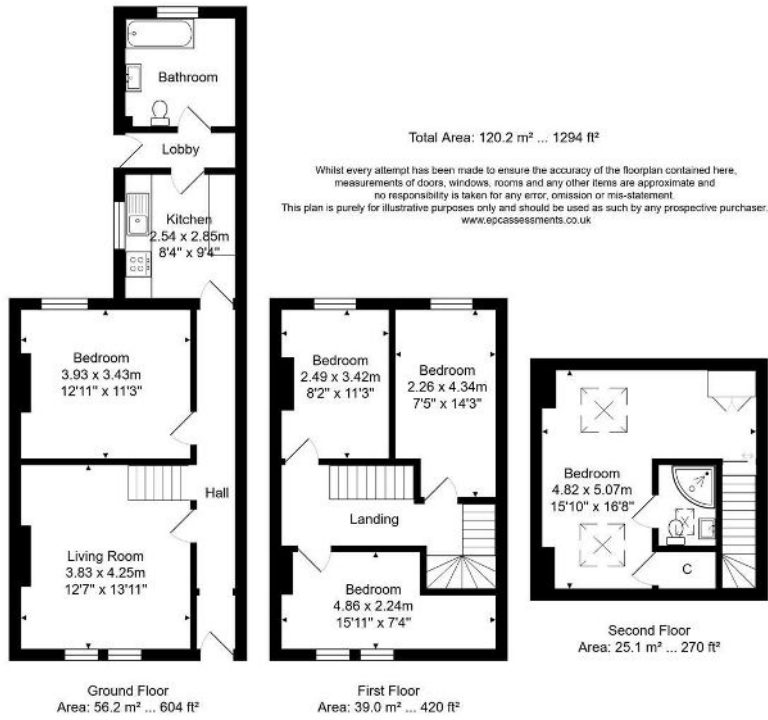 Bathroom
Lobby
Kitchen
2.54 x 2.85m
8'4" x 9'4"
Bedroom
3.93 x 3.43m
12'11" x 11'3"
Hall
Living Room
3.83 x 4.25m
12'7" x 13'11"
Ground Floor
Area: 56.2 m² ... 604 ft²
Total Area: 120.2 m² ... 1294 ft²
Whilst every attempt has been made to ensure the accuracy of the floorplan contained here,
measurements of doors, windows, rooms and any other items are approximate and
no responsibility is taken for any error, omission or mis-statement.
This plan is purely for illustrative purposes only and should be used as such by any prospective purchaser.
www.epcassessments.co.uk
Bedroom
2.49 x 3.42m
8'2" x 11'3"
Bedroom
2.26 x 4.34m
7'5" x 14'3"
Landing
Bedroom
4.86 x 2.24m
15'11" x 7'4"
First Floor
Area: 39.0 m² ... 420 ft²
Bedroom
4.82 x 5.07m
15'10" x 16'8"
C
Second Floor
Area: 25.1 m² ... 270 ft²